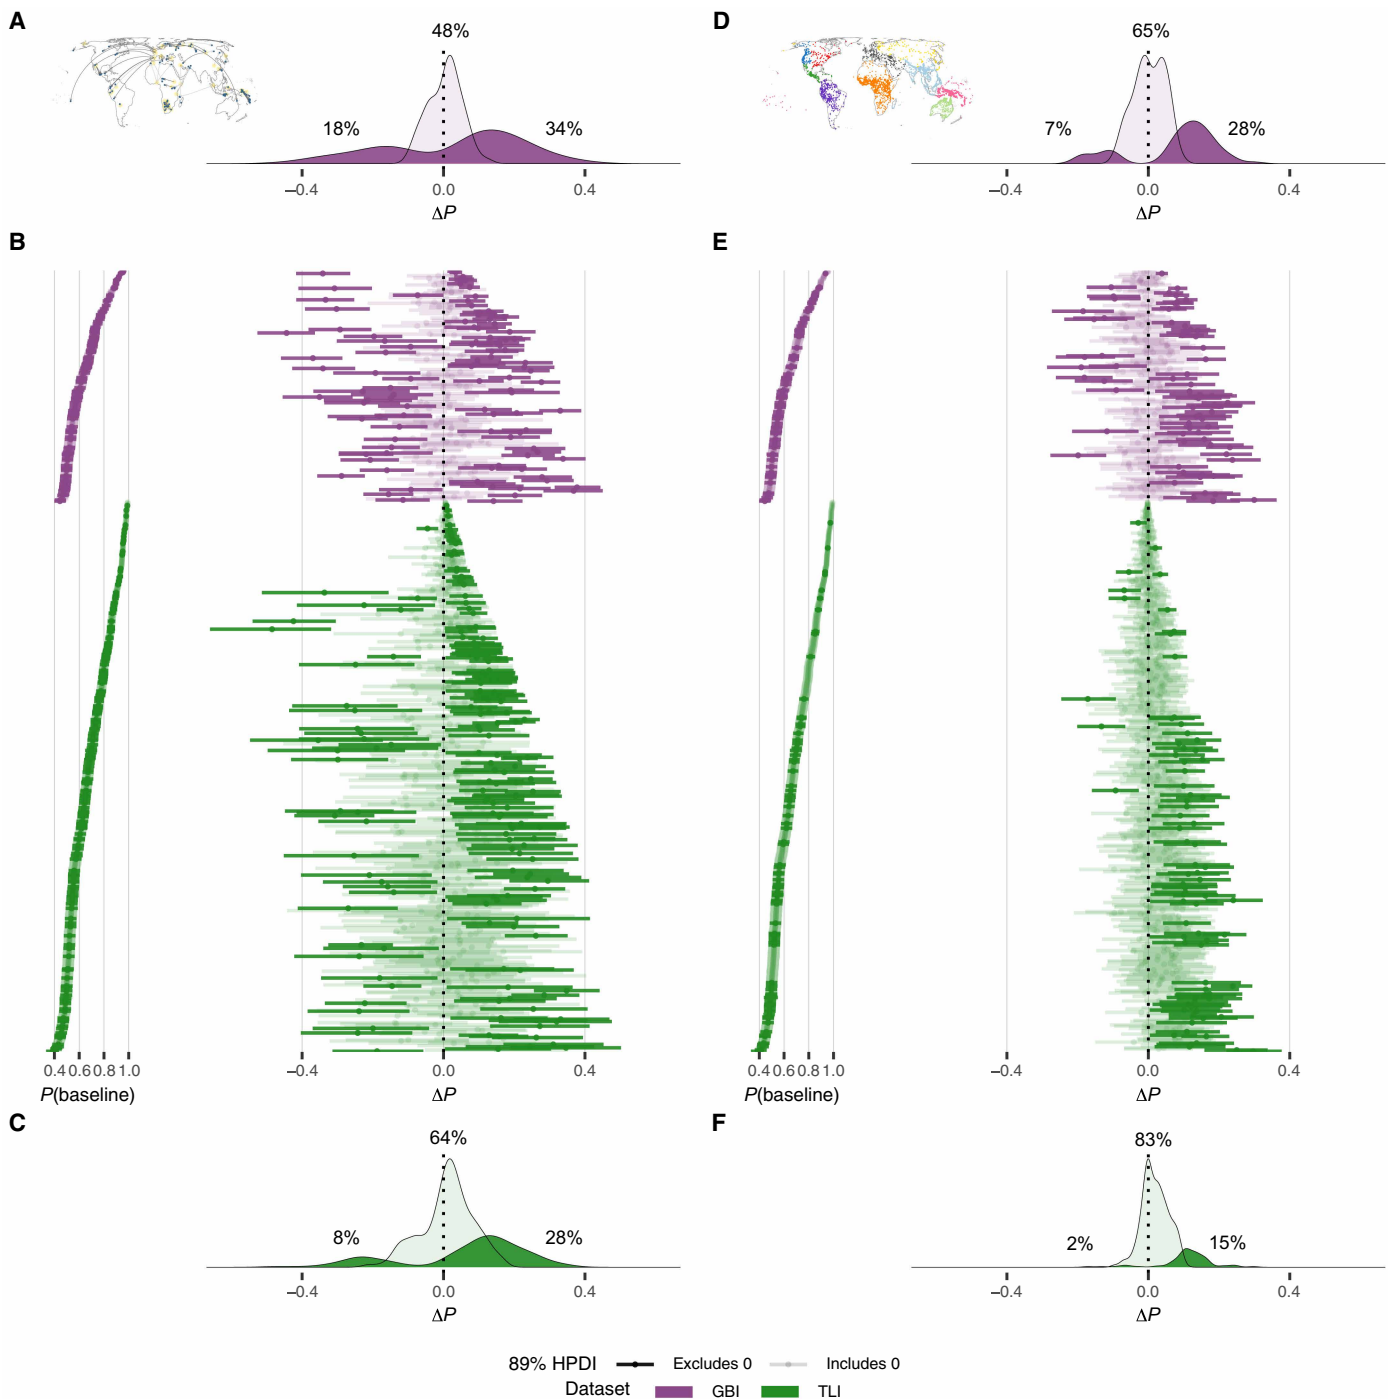 A
D
48%
65%
18%
34%
7%
28%
−0.4
0.0
0.4
−0.4
0.0
0.4
ΔP
ΔP
B
E
0.4 0.6 0.8 1.0
−0.4
0.0
0.4
0.4 0.6 0.8 1.0
−0.4
0.0
0.4
P(baseline)
ΔP
P(baseline)
ΔP
C
F
64%
83%
8%
28%
2%
15%
−0.4
0.0
0.4
−0.4
0.0
0.4
ΔP
ΔP
89% HPDI Excludes 0 Includes 0
Dataset GBI TLI